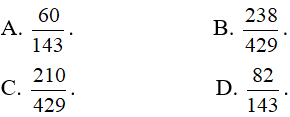 A. 60/143. B. 238/429.
C. 210/429. D. 82/143.